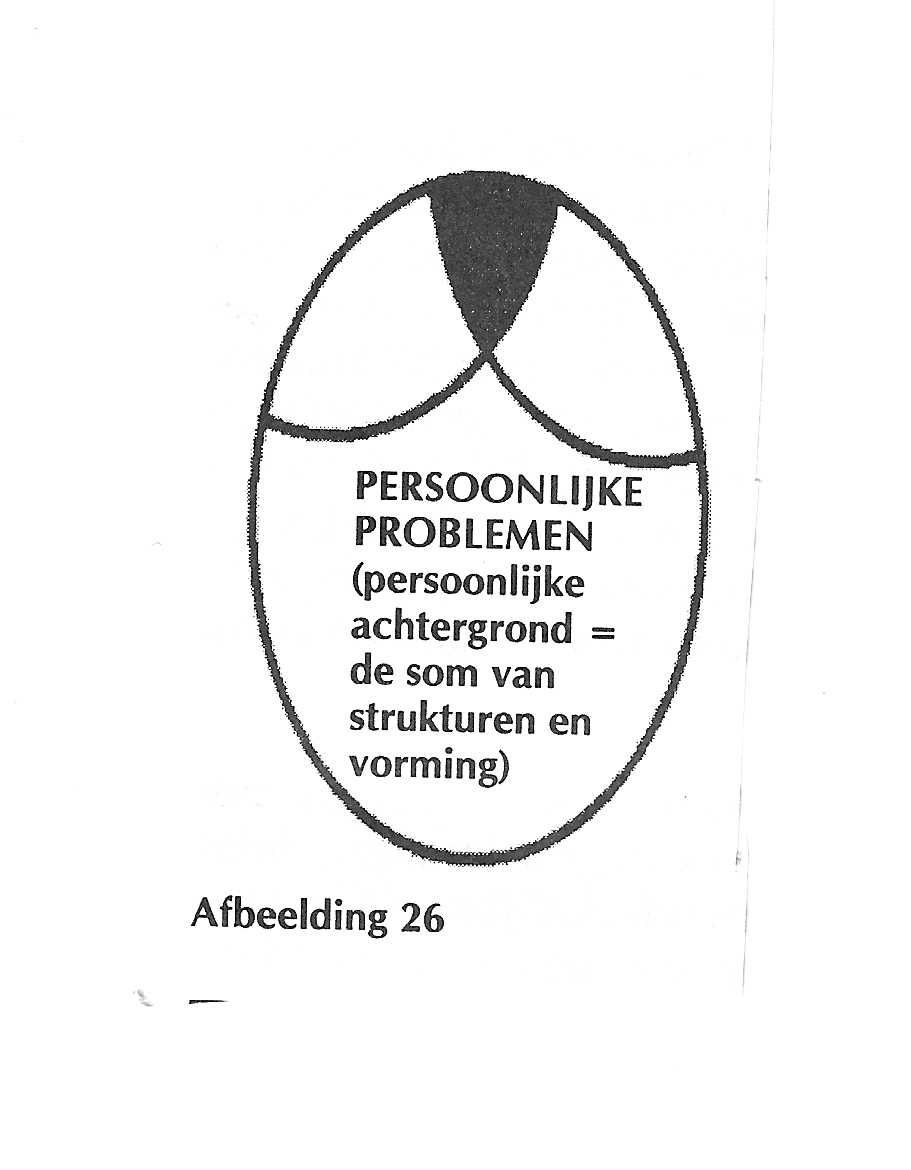 PERSOONLIJKE
PROBLEMEN
(persoonlijke
achtergrond =
de som van
strukturen en
vorming)
Afbeelding 26